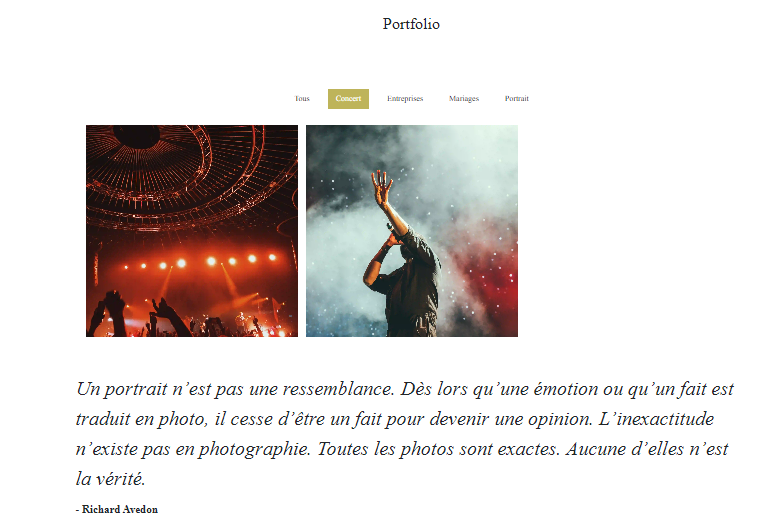 Portfolio
Tous Concert Entreprises Mariages Portrait
Un portrait n’est pas une ressemblance. Dès lors qu’une émotion ou qu’un fait est
traduit en photo, il cesse d’être un fait pour devenir une opinion. L’inexactitude
n’existe pas en photographie. Toutes les photos sont exactes. Aucune d’elles n’est
la vérité.
- Richard Avedon